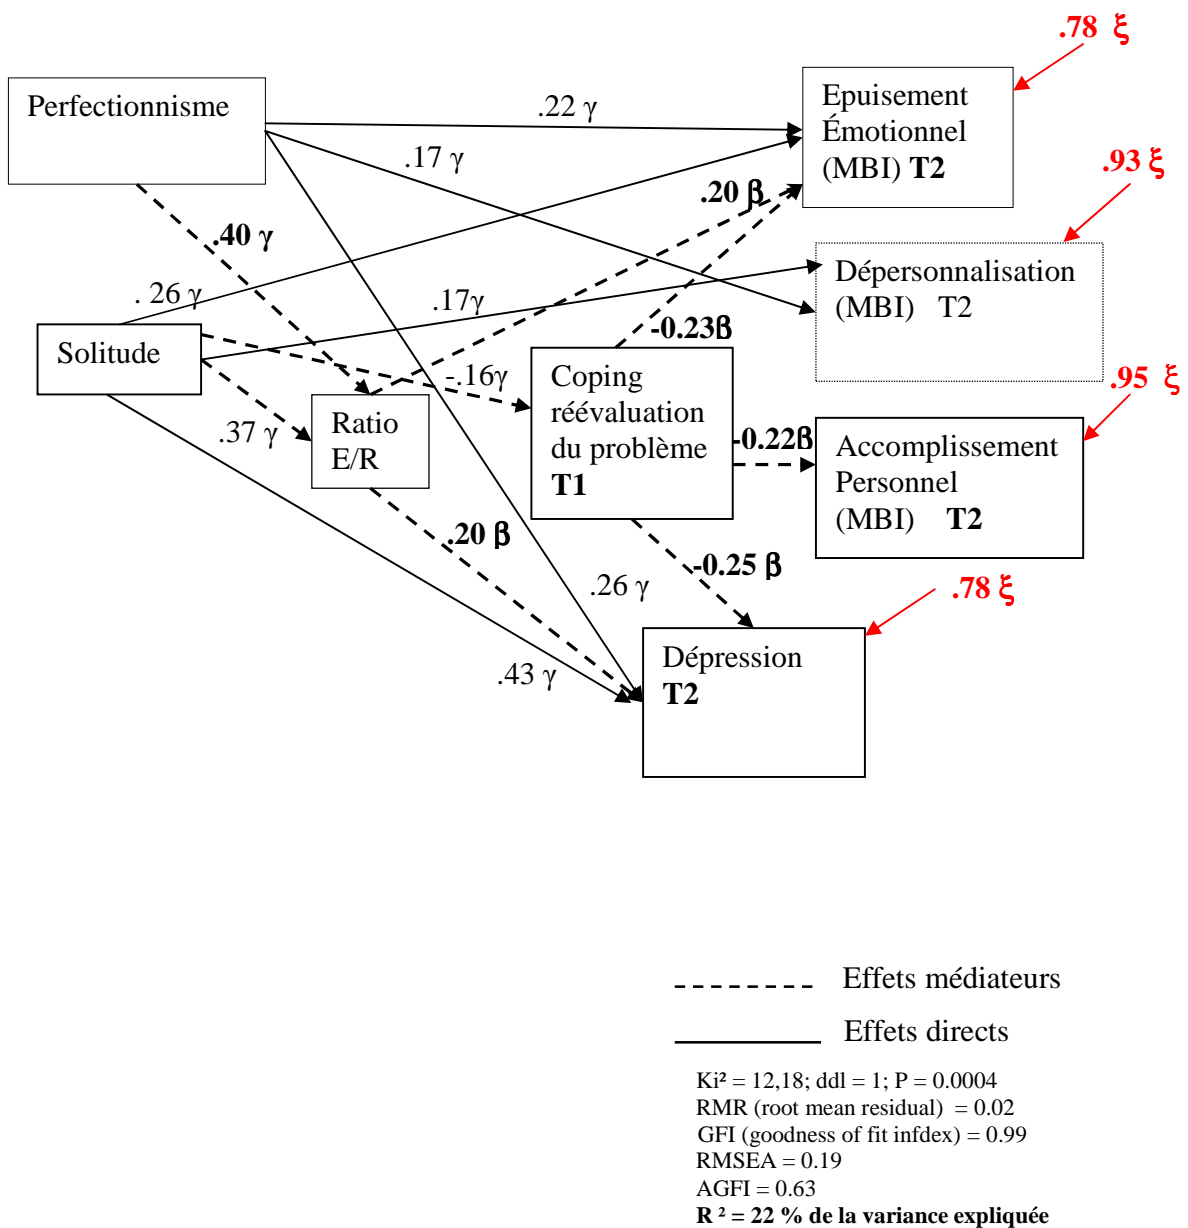 .78 ξ
Perfectionnisme
.22 γ
Epuisement
Émotionnel
(MBI) T2
.17 γ
.20 β
.93 ξ
.40 γ
Dépersonnalisation
(MBI) T2
. 26 γ
.17γ
-0.23β
Solitude
-.16γ
Coping
réévaluation
du problème
T1
.95 ξ
Ratio
E/R
.37 γ
-0.22β
Accomplissement
Personnel
(MBI) T2
.20 β
-0.25 β
.26 γ
.78 ξ
Dépression
T2
.43 γ
Effets médiateurs
Effets directs
Ki² = 12,18; ddl = 1; P = 0.0004
RMR (root mean residual) = 0.02
GFI (goodness of fit infdex) = 0.99
RMSEA = 0.19
AGFI = 0.63
R ² = 22 % de la variance expliquée